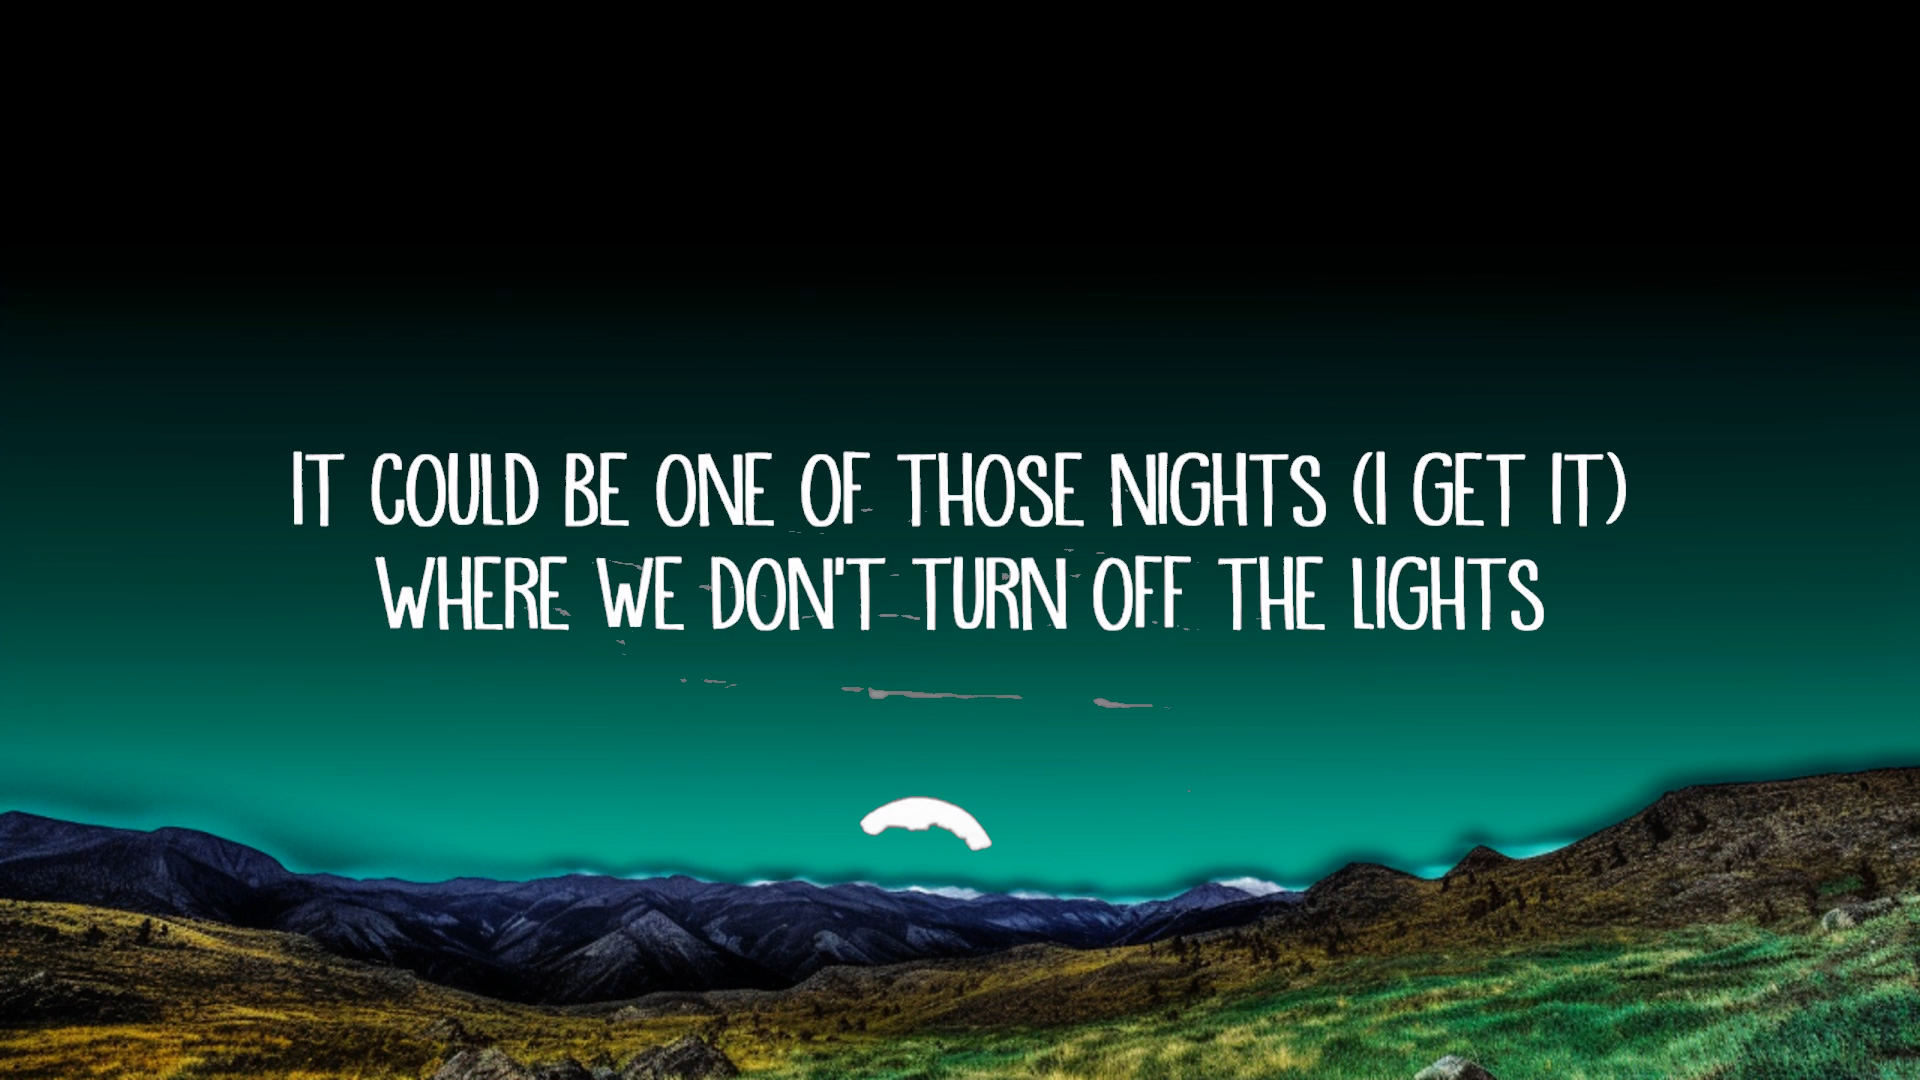 IT COULD BE ONE OF THOSE NIGHTS (I GET IT)
WHERE WE DON'T TURN OFF THE LIGHTS